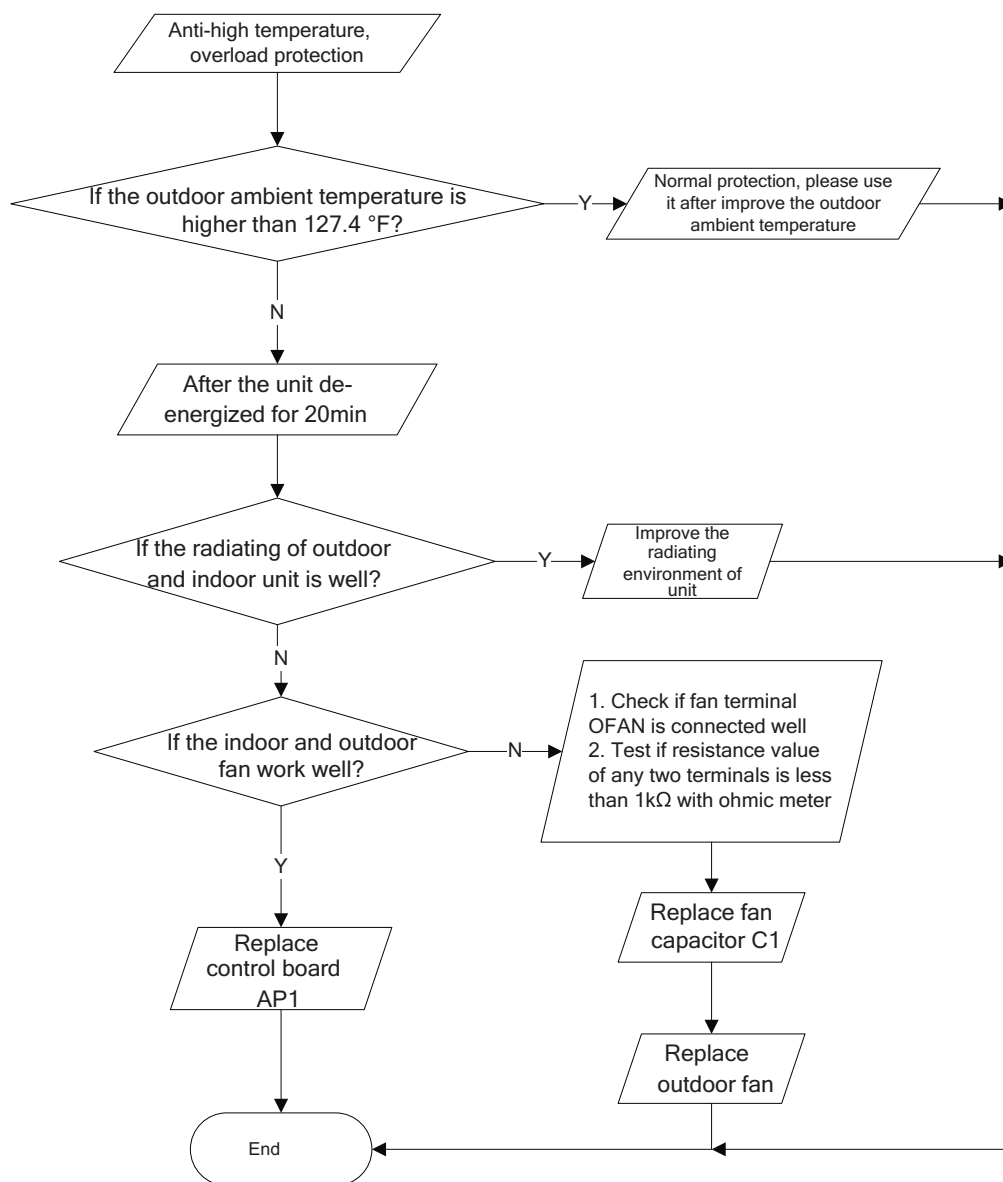 Anti-high temperature,
overload protection
If the outdoor ambient temperature is
higher than 127.4 °F?
Y
Normal protection, please use
it after improve the outdoor
ambient temperature
N
After the unit de-
energized for 20min
If the radiating of outdoor
and indoor unit is well?
Y
Improve the
radiating
environment of
unit
N
If the indoor and outdoor
fan work well?
N
1. Check if fan terminal
OFAN is connected well
2. Test if resistance value
of any two terminals is less
than 1kΩ with ohmic meter
Y
Replace fan
capacitor C1
Replace
control board
AP1
Replace
outdoor fan
End